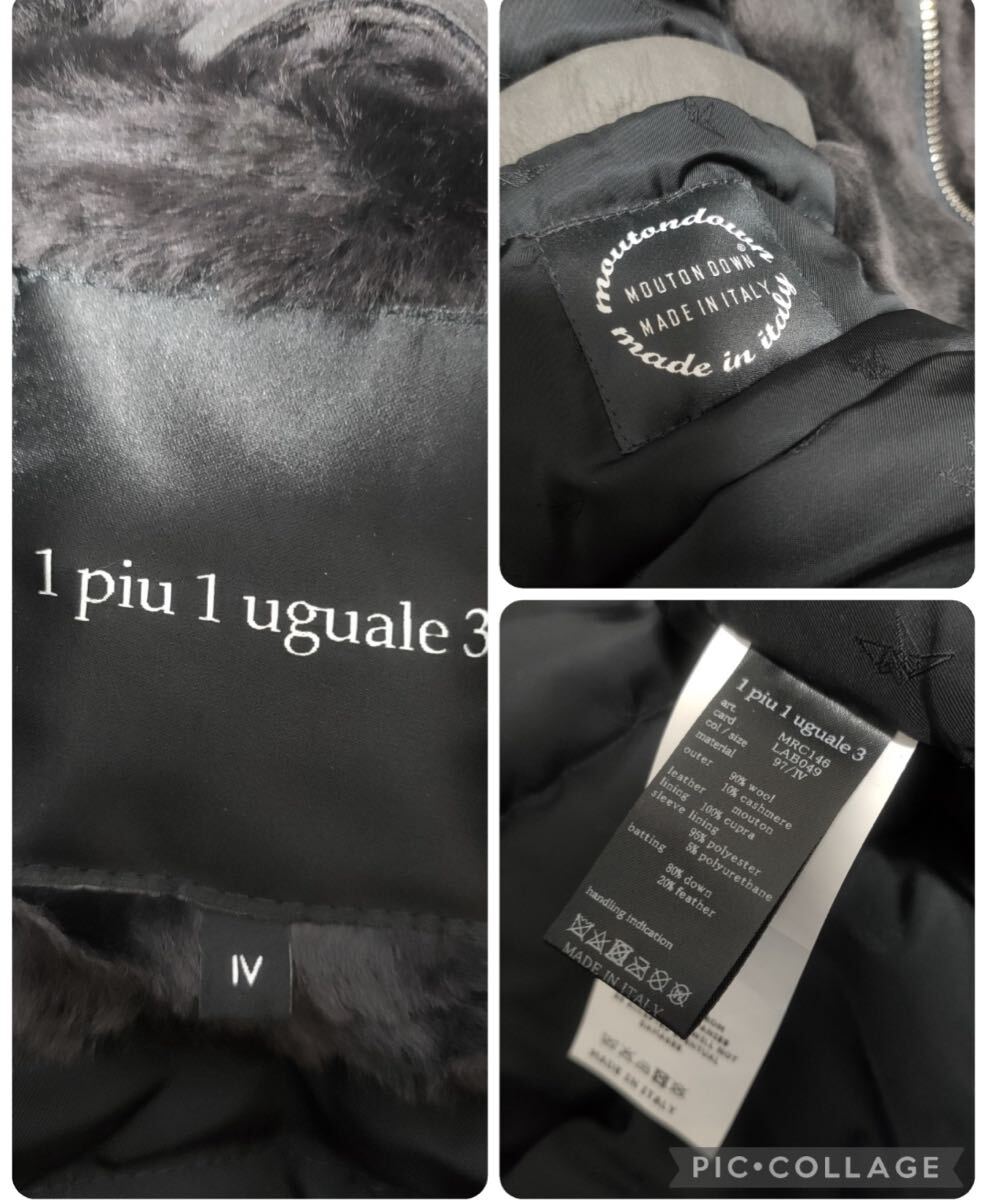 1 piu 1 uguale 3
IV
moutondown
MOUTON DOWN®
MADE IN ITALY
made in italy
1 piu 1 uguale 3
art. MRC146
card LAB049
col/size 97/IV
material
outer 90% wool
10% cashmere
leather mouton
lining 100% cupra
sleeve lining
95% polyester
5% polyurethane
batting 80% down
20% feather
handling indication
MADE IN ITALY
MADE IN ITALY
PIC•COLLAGE